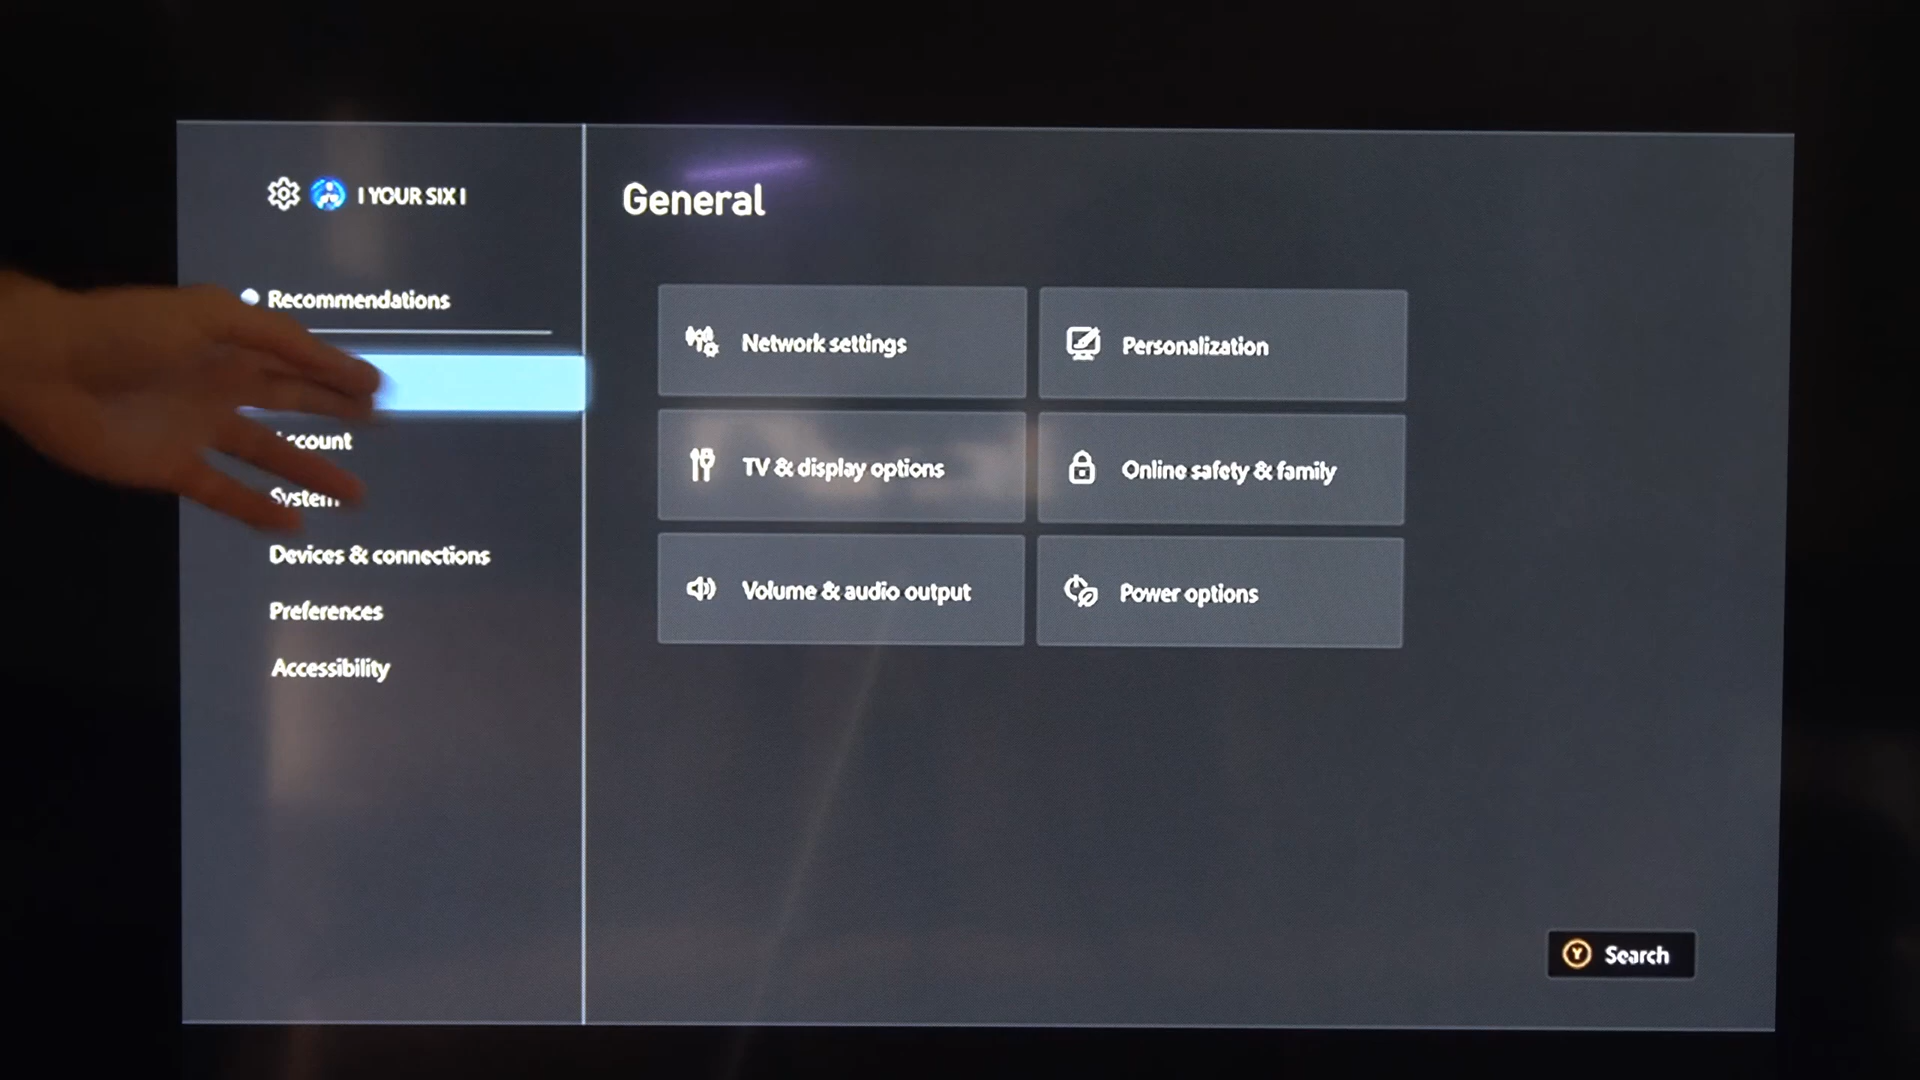 I YOUR SIX I
Recommendations
System
Devices & connections
Preferences
Accessibility
General
Network settings
Personalization
TV & display options
Online safety & family
Volume & audio output
Power options
Y Search